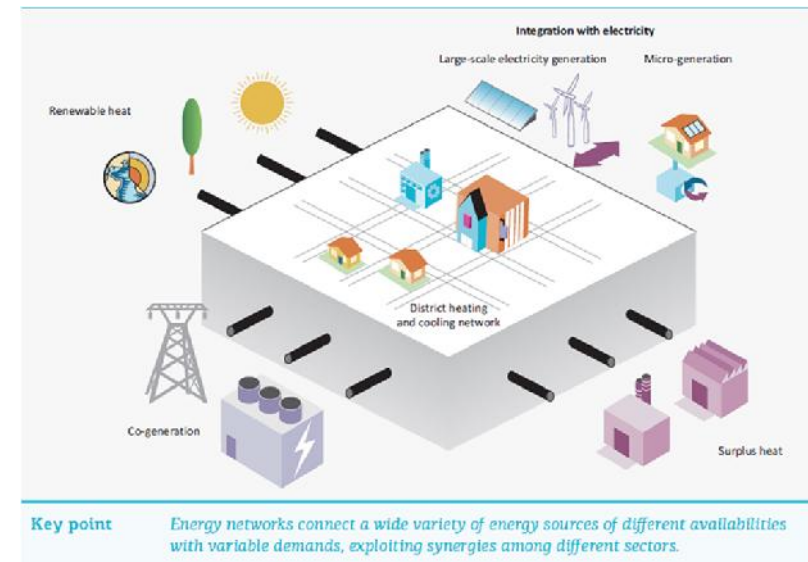 Integration with electricity
Large-scale electricity generation
Micro-generation
Renewable heat
District heating
and cooling network
Co-generation
Surplus heat
Key point
Energy networks connect a wide variety of energy sources of different availabilities
with variable demands, exploiting synergies among different sectors.